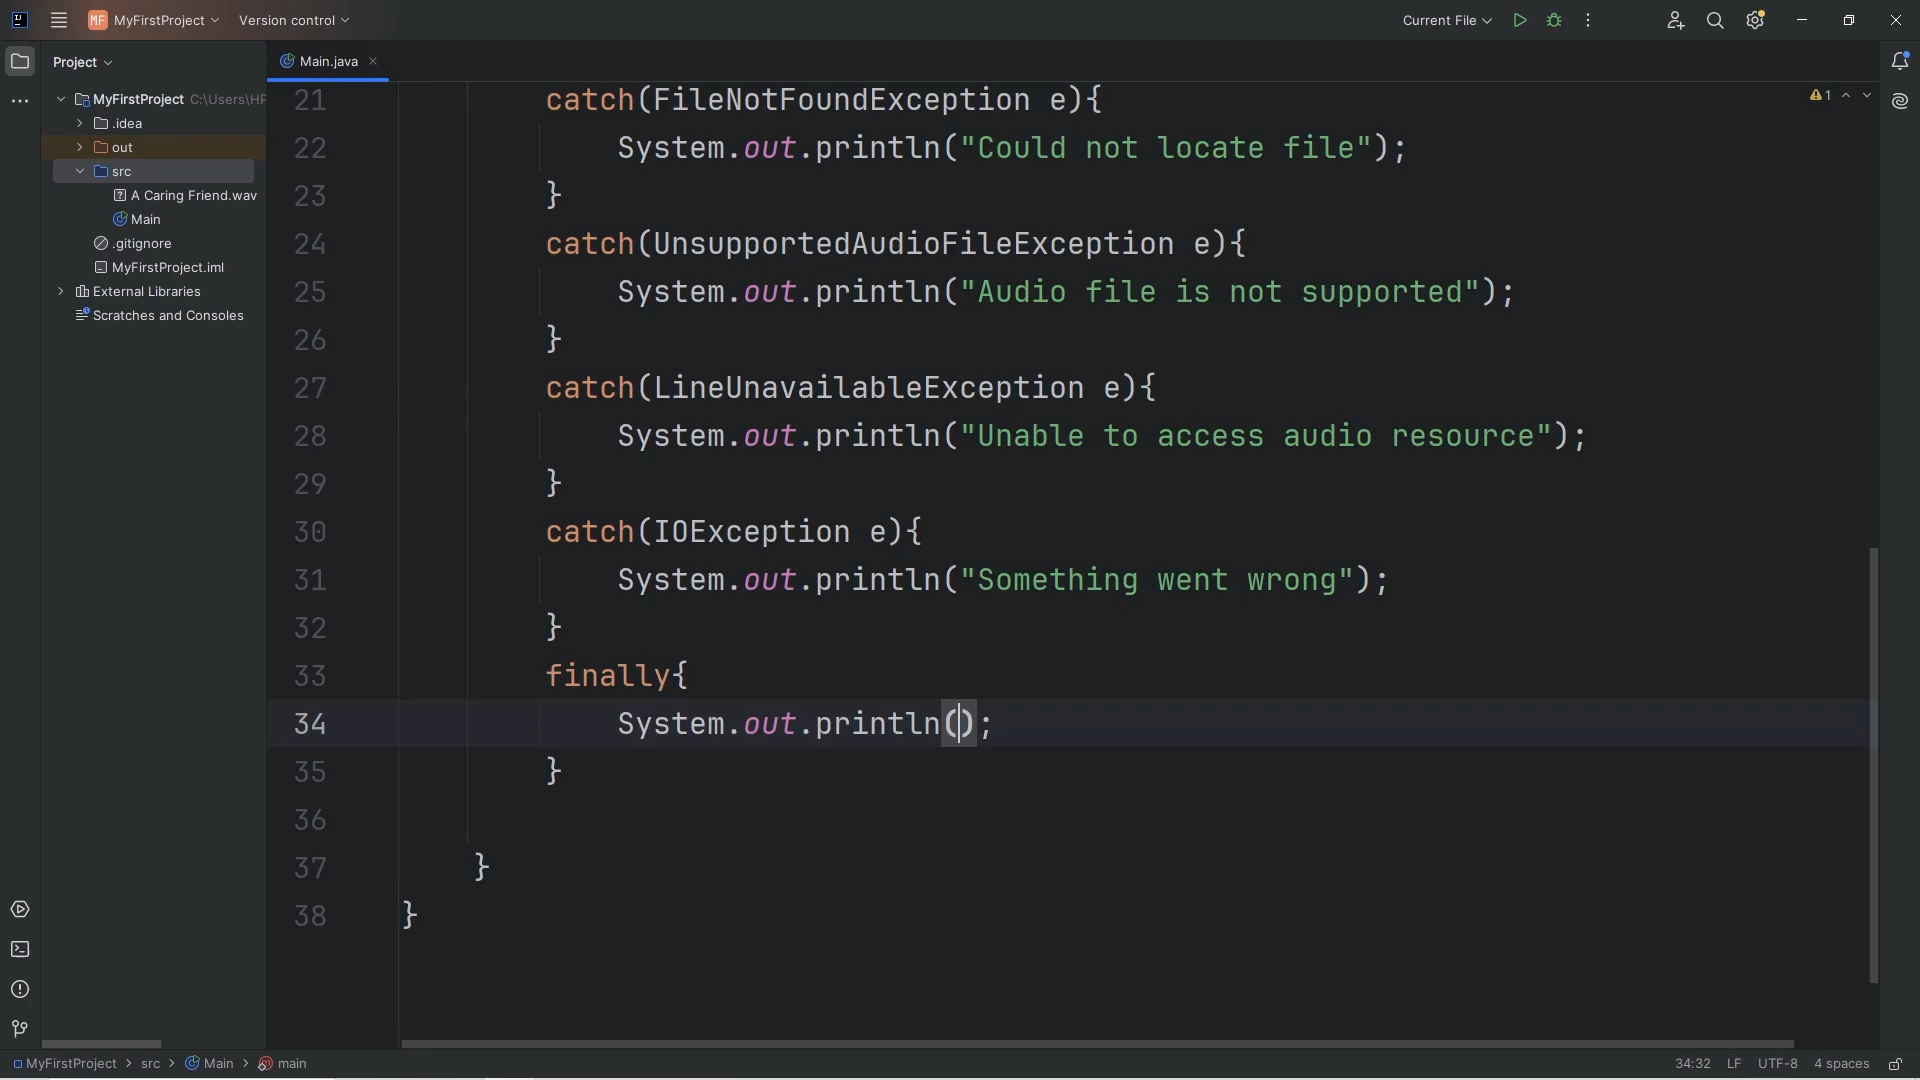 MF MyFirstProject Version control Current File
Project Main.java
MyFirstProject C:\Users\HP
.idea
out
src
A Caring Friend.wav
Main
.gitignore
MyFirstProject.iml
External Libraries
Scratches and Consoles
1
21 catch(FileNotFoundException e){
22 System.out.println("Could not locate file");
23 }
24 catch(UnsupportedAudioFileException e){
25 System.out.println("Audio file is not supported");
26 }
27 catch(LineUnavailableException e){
28 System.out.println("Unable to access audio resource");
29 }
30 catch(IOException e){
31 System.out.println("Something went wrong");
32 }
33 finally{
34 System.out.println();
35 }
36
37 }
38 }
MyFirstProject > src > Main > main 34:32 LF UTF-8 4 spaces